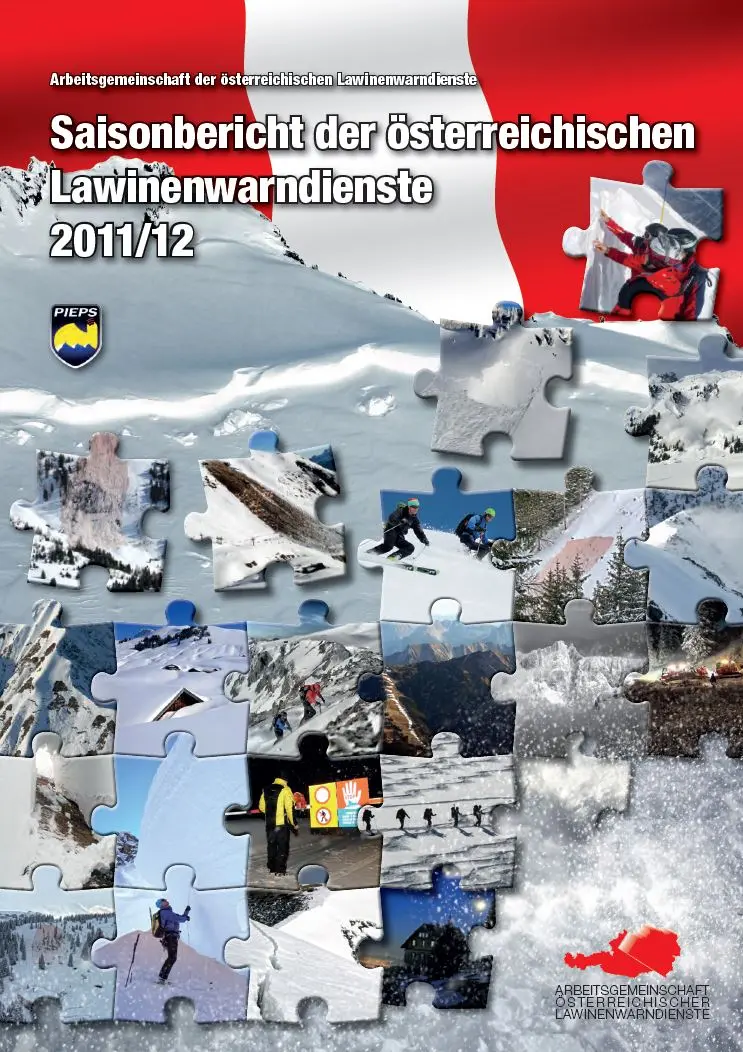 Arbeitsgemeinschaft der österreichischen Lawinenwarndienste
Saisonbericht der österreichischen
Lawinenwarndienste
2011/12
PIEPS
ARBEITSGEMEINSCHAFT
ÖSTERREICHISCHER
LAWINENWARNDIENSTE